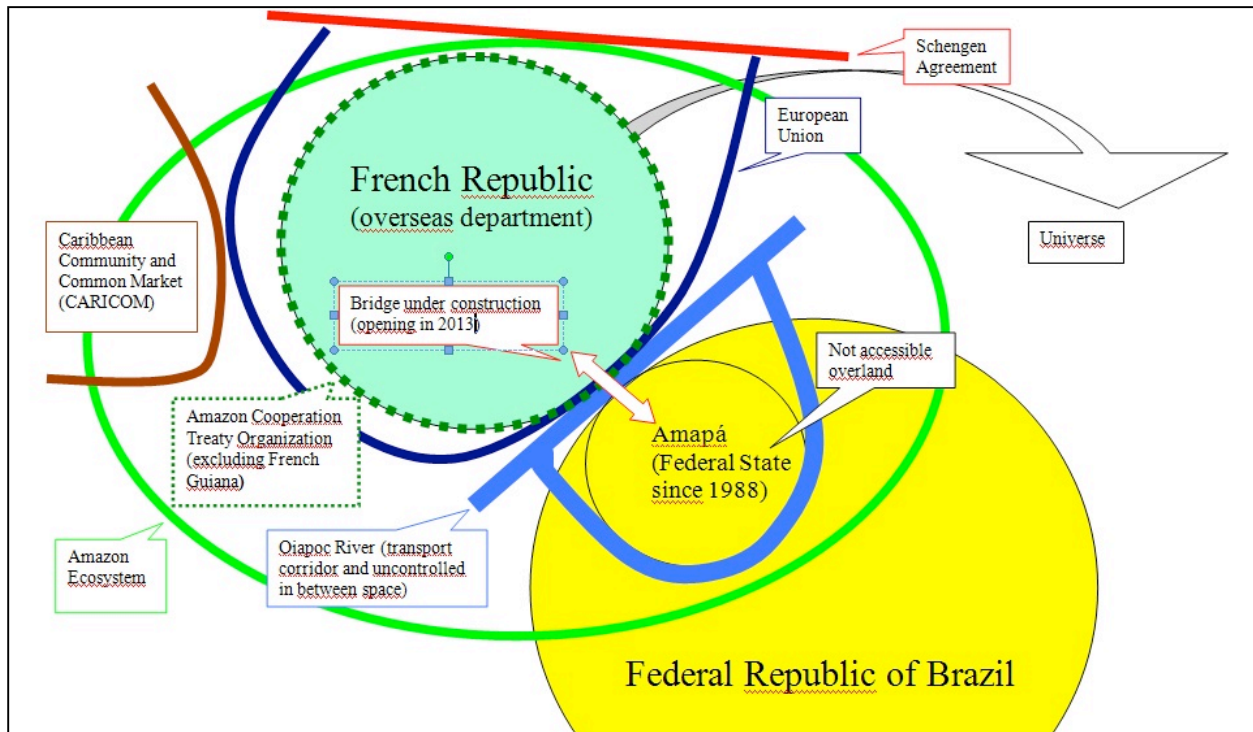 Schengen
Agreement
European
Union
French Republic
(overseas department)
Caribbean
Community and
Common Market
(CARICOM)
Universe
Bridge under construction
(opening in 2013)
Not accessible
overland
Amazon Cooperation
Treaty Organization
(excluding French
Guiana)
Amapá
(Federal State
since 1988)
Oiapoc River (transport
corridor and uncontrolled
in between space)
Amazon
Ecosystem
Federal Republic of Brazil